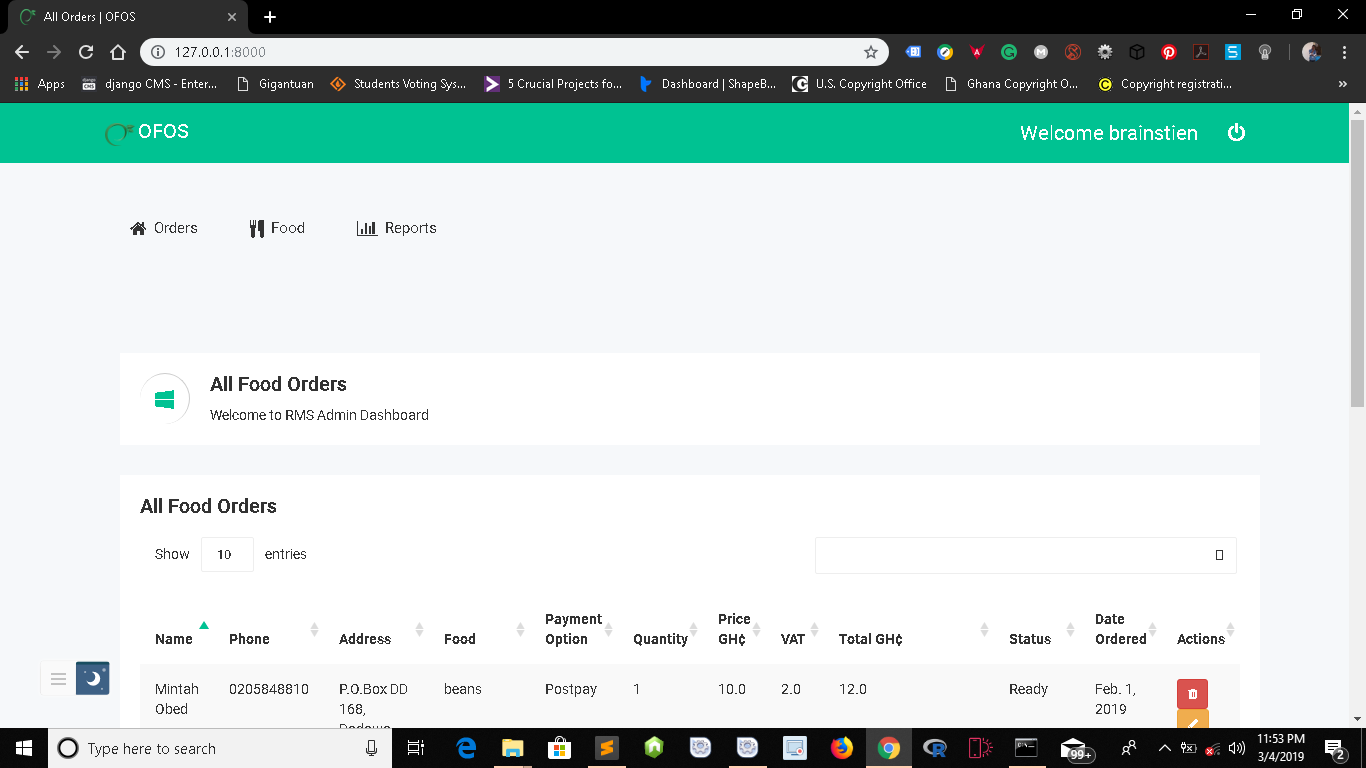 All Orders | OFOS
127.0.0.1:8000
Apps
django CMS - Enter...
Gigantuan
Students Voting Sys...
5 Crucial Projects fo...
Dashboard | ShapeB...
U.S. Copyright Office
Ghana Copyright O...
Copyright registrati...
OFOS
Welcome brainstien
Orders
Food
Reports
All Food Orders
Welcome to RMS Admin Dashboard
All Food Orders
Show 10 entries
Name
Phone
Address
Food
Payment
Option
Quantity
Price
GH₵
VAT
Total GH₵
Status
Date
Ordered
Actions
Mintah
Obed
0205848810
P.O.Box DD
168,
beans
Postpay
1
10.0
2.0
12.0
Ready
Feb. 1,
2019
Type here to search
99+
11:53 PM
3/4/2019
2